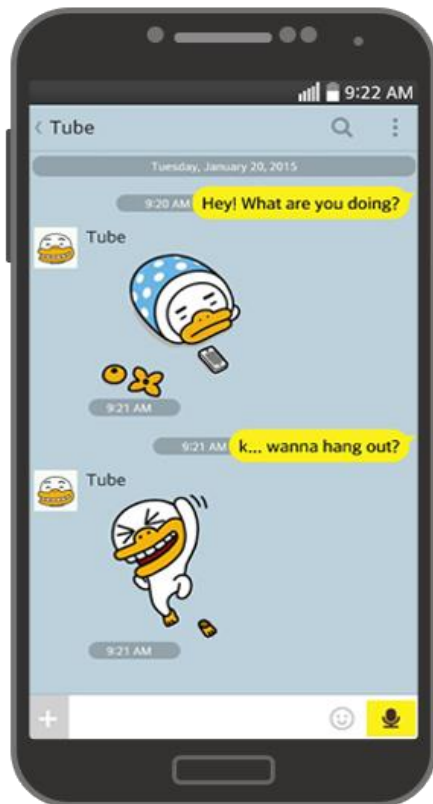 9:22 AM
Tube
Tuesday, January 20, 2015
9:20 AM Hey! What are you doing?
Tube
9:21 AM
9:21 AM k... wanna hang out?
Tube
9:21 AM